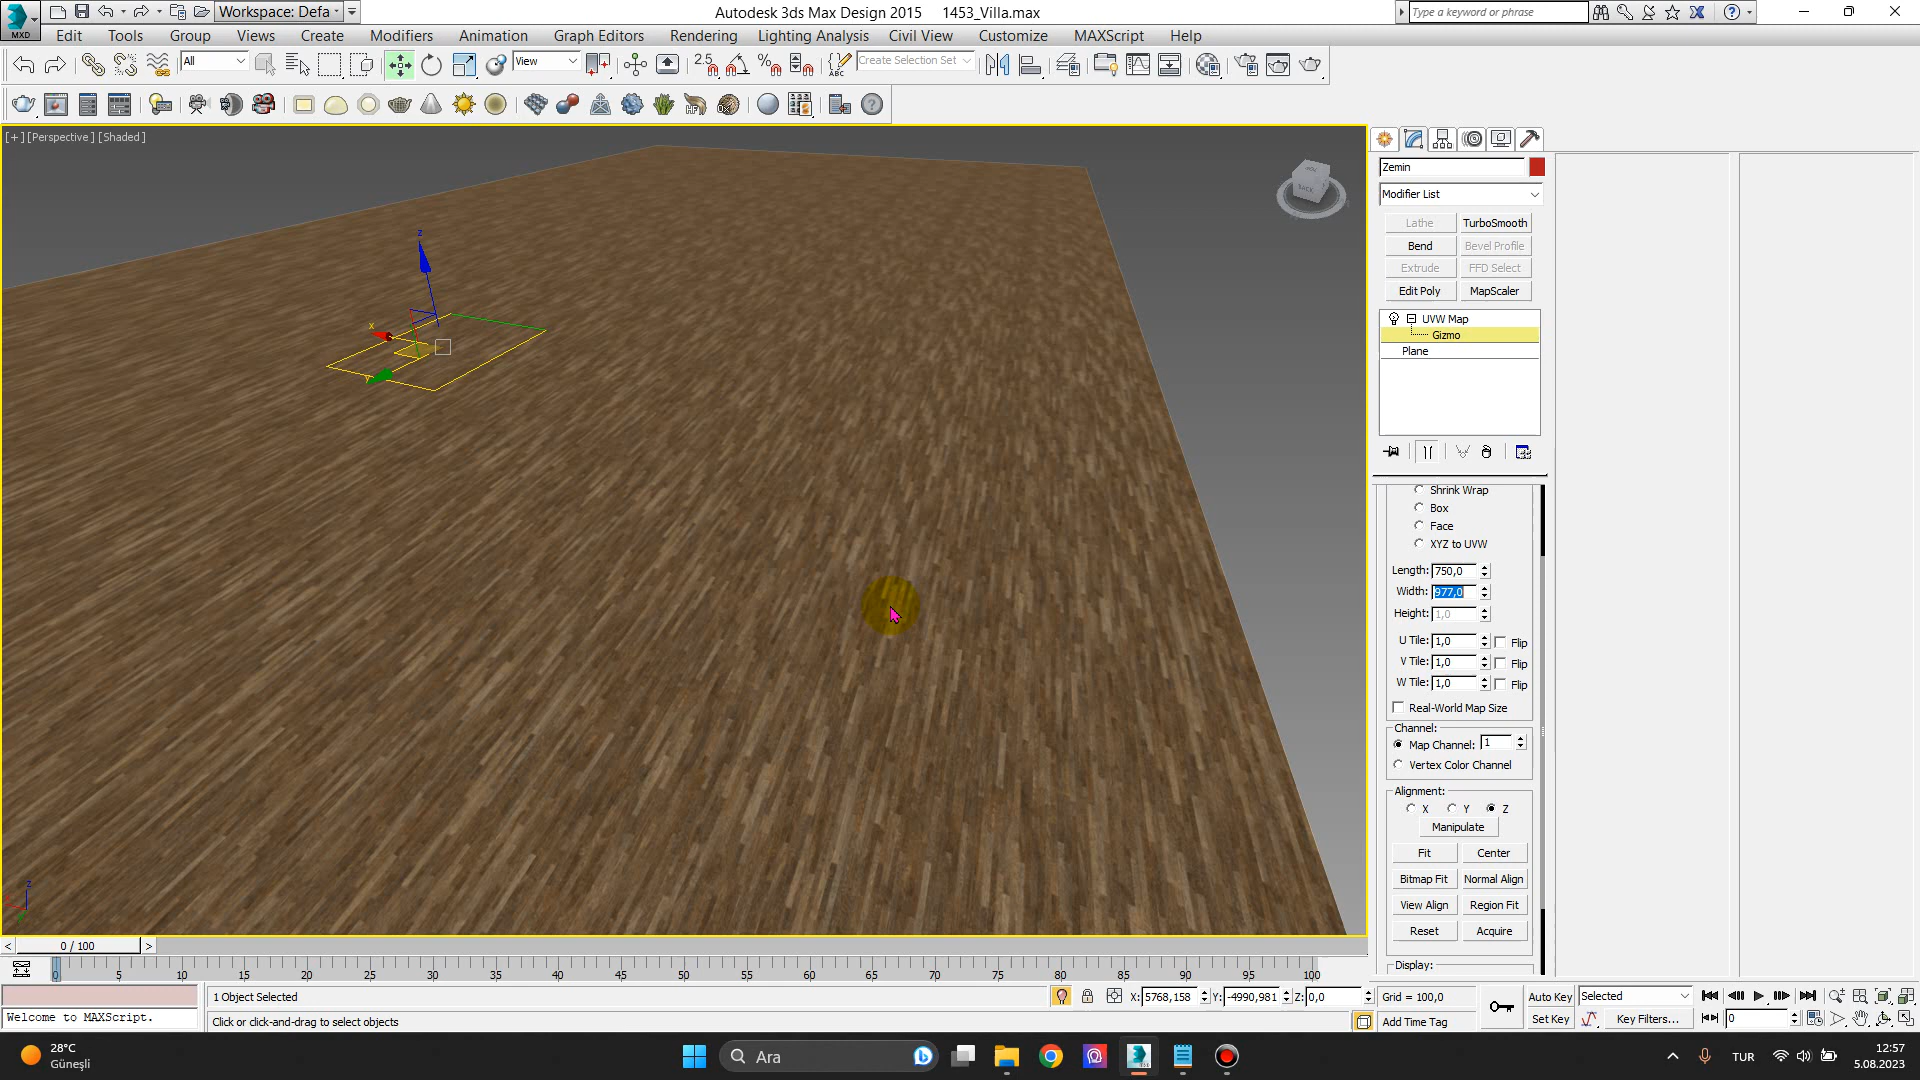 Workspace: Defa
Autodesk 3ds Max Design 2015 1453_Villa.max
Type a keyword or phrase
MXD
Edit Tools Group Views Create Modifiers Animation Graph Editors Rendering Lighting Analysis Civil View Customize MAXScript Help
All
View
2.5
%
ABC
Create Selection Set
HF
[+] [Perspective] [Shaded]
BACK
z
x
y
Zemin
Modifier List
Lathe TurboSmooth
Bend Bevel Profile
Extrude FFD Select
Edit Poly MapScaler
UVW Map
Gizmo
Plane
Shrink Wrap
Box
Face
XYZ to UVW
Length: 750,0
Width: 977,0
Height: 1,0
U Tile: 1,0 Flip
V Tile: 1,0 Flip
W Tile: 1,0 Flip
Real-World Map Size
Channel:
Map Channel: 1
Vertex Color Channel
Alignment:
X Y Z
Manipulate
Fit Center
Bitmap Fit Normal Align
View Align Region Fit
Reset Acquire
Display:
z
< 0 / 100 >
0 5 10 15 20 25 30 35 40 45 50 55 60 65 70 75 80 85 90 95 100
1 Object Selected
X: 5768,158 Y: -4990,981 Z: 0,0
Grid = 100,0
Auto Key Selected
Welcome to MAXScript.
Click or click-and-drag to select objects
Add Time Tag
Set Key Key Filters...
0
28°C
Güneşli
Ara
TUR
12:57
5.08.2023